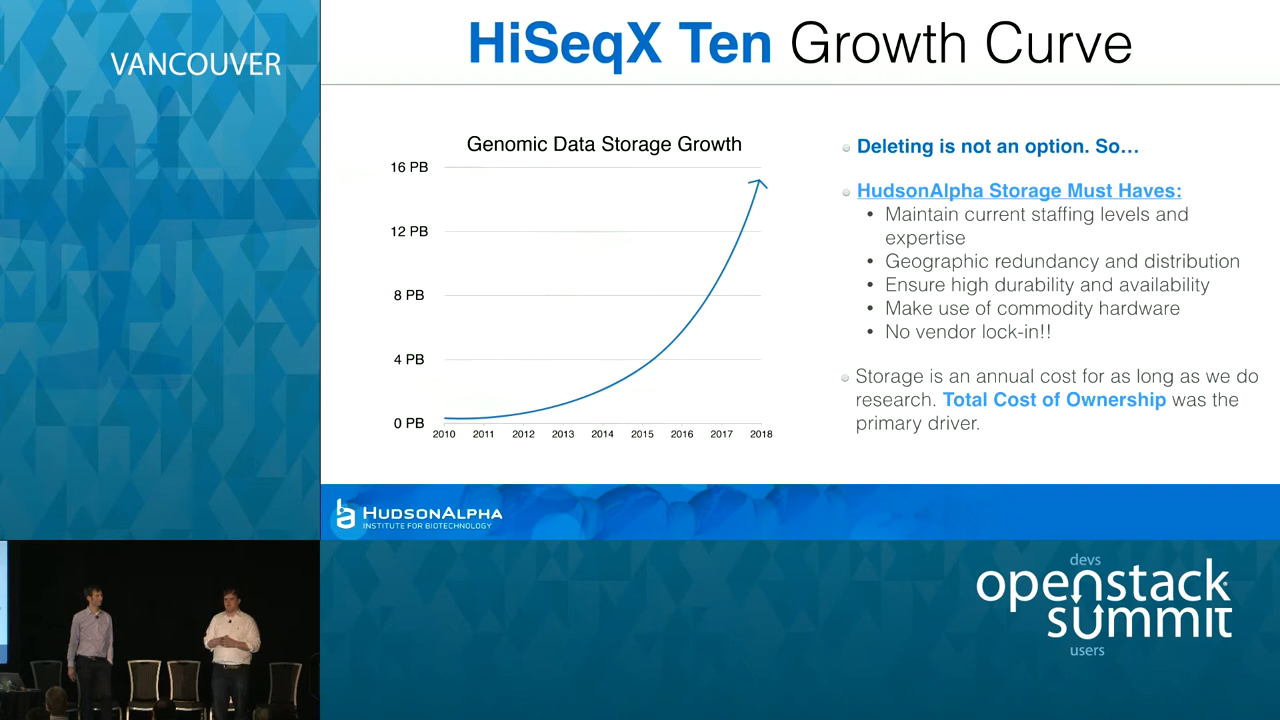 VANCOUVER
HiSeqX Ten Growth Curve
Genomic Data Storage Growth
16 PB
12 PB
8 PB
4 PB
0 PB
2010 2011 2012 2013 2014 2015 2016 2017 2018
Deleting is not an option. So…
HudsonAlpha Storage Must Haves:
• Maintain current staffing levels and
expertise
• Geographic redundancy and distribution
• Ensure high durability and availability
• Make use of commodity hardware
• No vendor lock-in!!
Storage is an annual cost for as long as we do
research. Total Cost of Ownership was the
primary driver.
HUDSONALPHA
INSTITUTE FOR BIOTECHNOLOGY
devs
openstack
summit
users